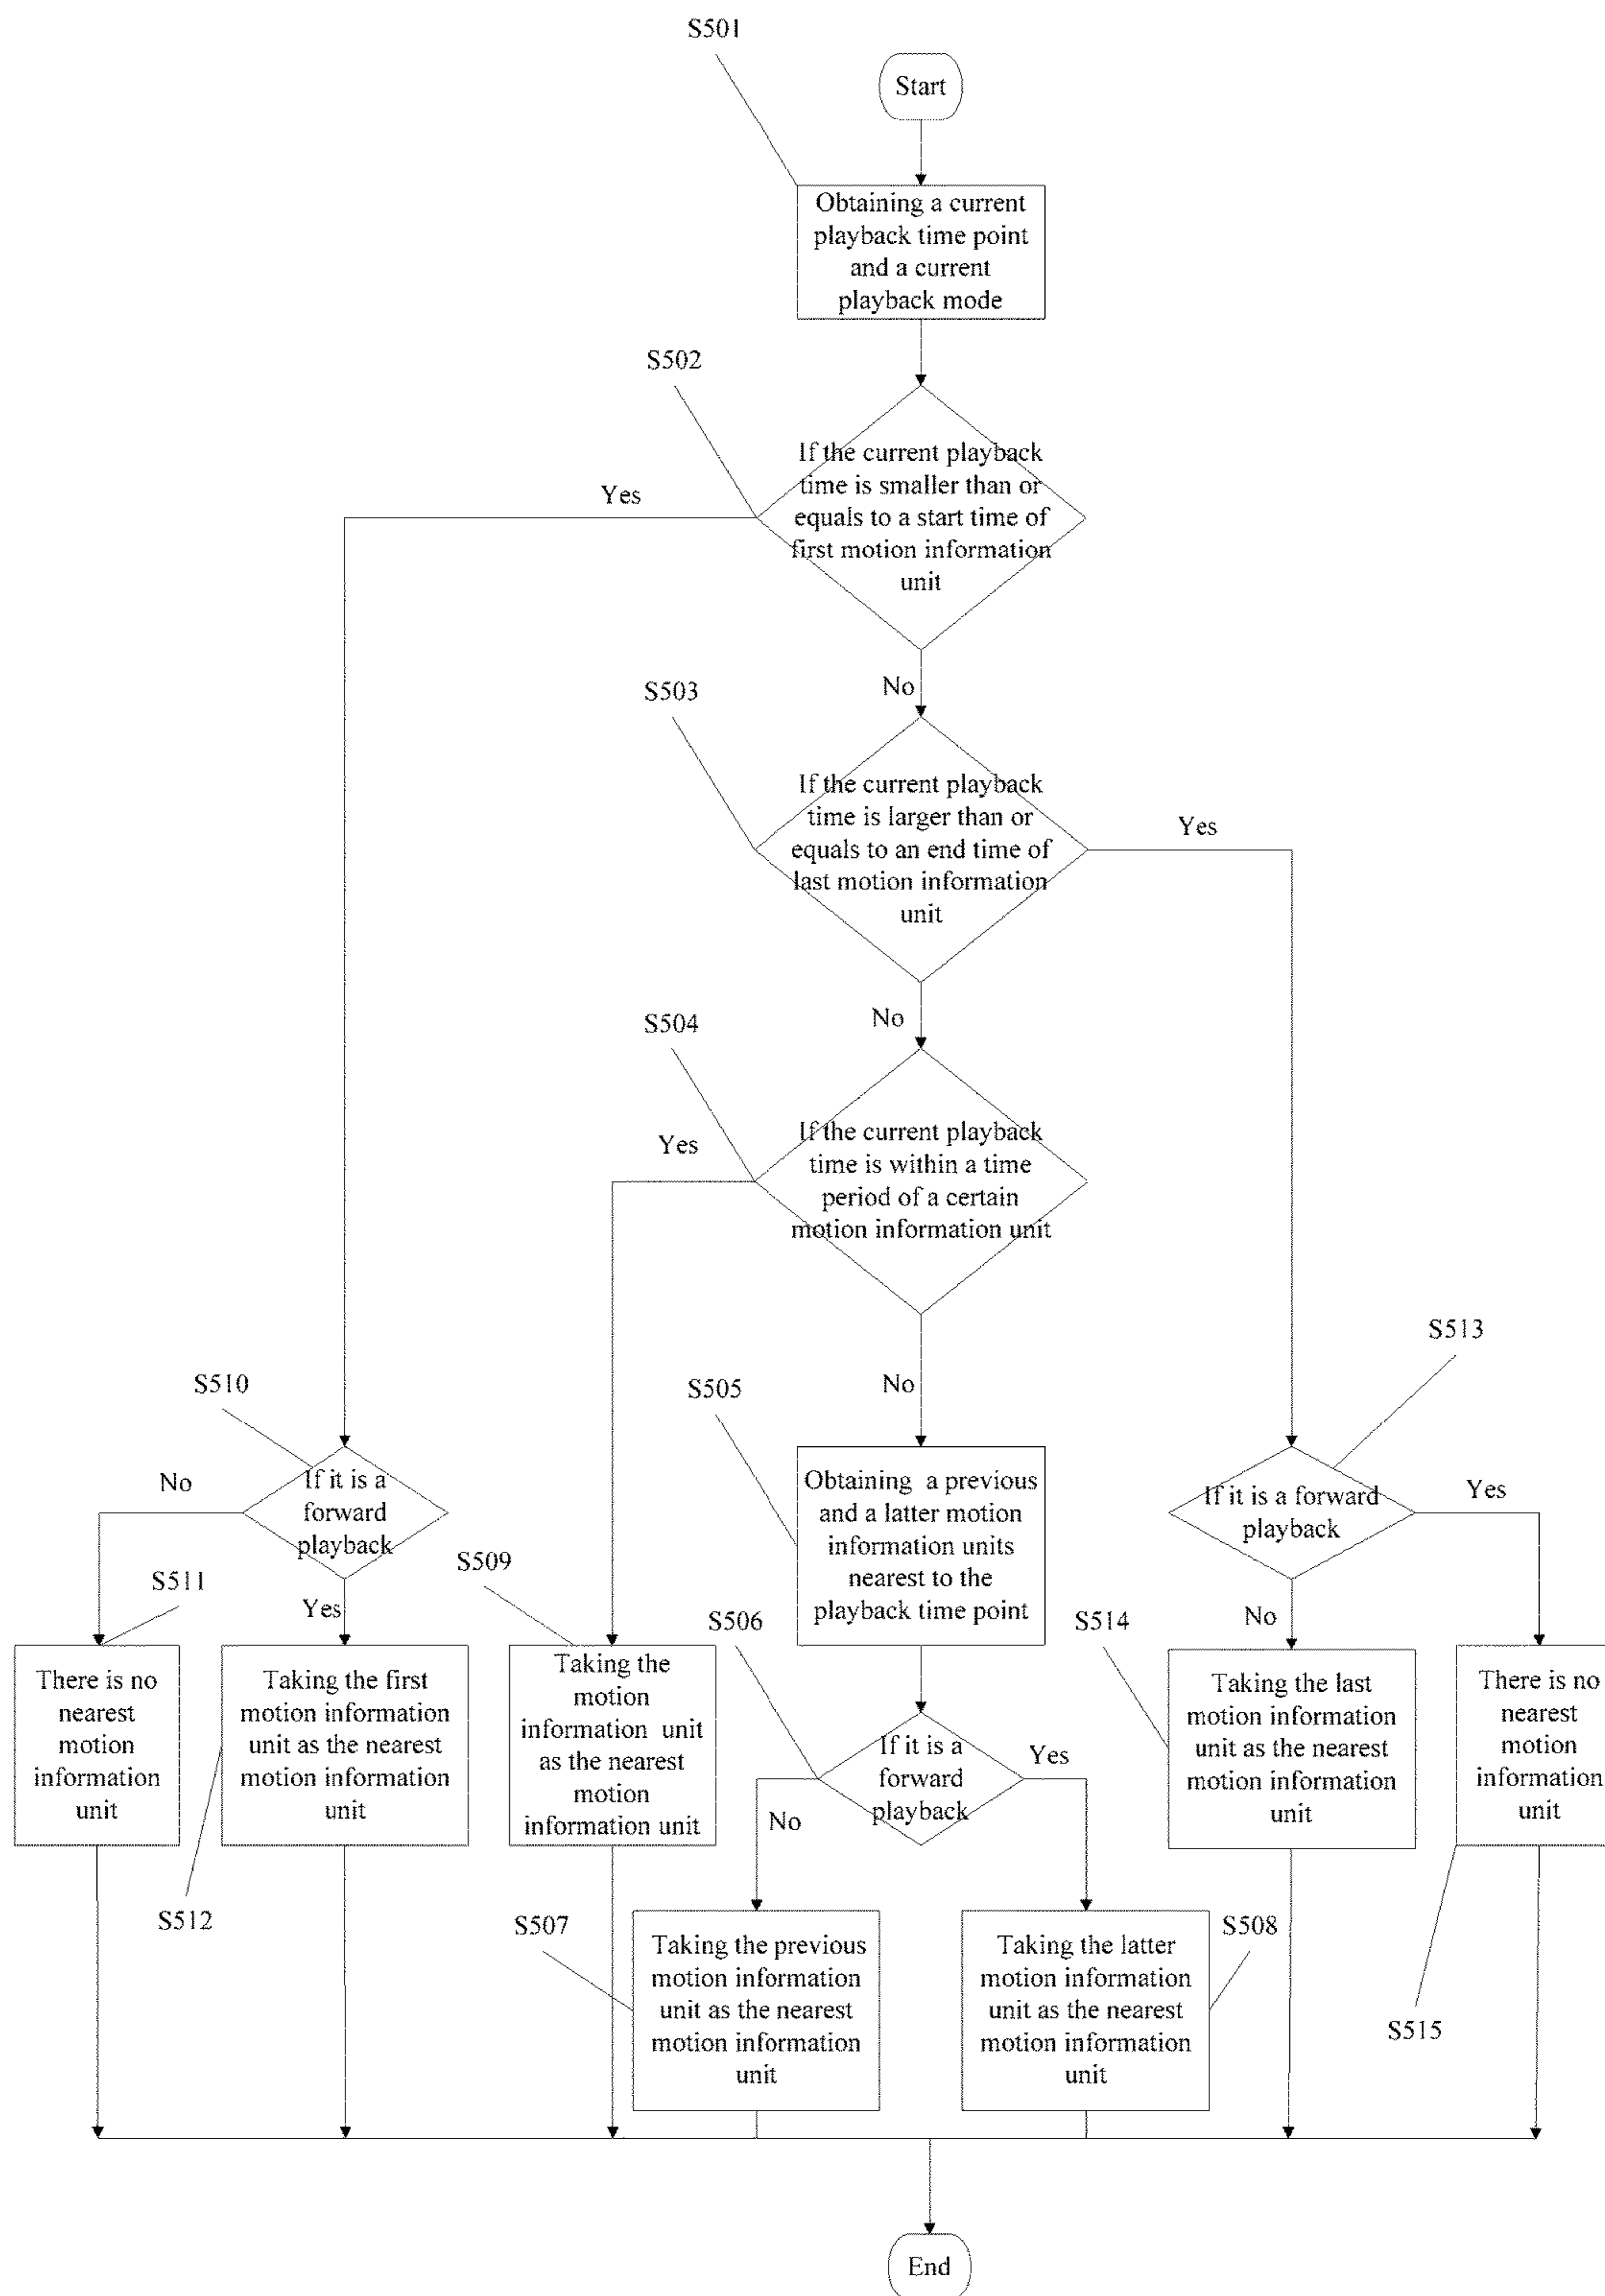 S501
Start
Obtaining a current
playback time point
and a current
playback mode
S502
If the current playback
time is smaller than or
equals to a start time of
first motion information
unit
Yes
No
S503
If the current playback
time is larger than or
equals to an end time of
last motion information
unit
Yes
No
S504
If the current playback
time is within a time
period of a certain
motion information unit
Yes
No
S510
If it is a
forward
playback
No
Yes
S511
There is no
nearest
motion
information
unit
S512
Taking the first
motion information
unit as the nearest
motion information
unit
S509
Taking the
motion
information unit
as the nearest
motion
information unit
S505
Obtaining a previous
and a latter motion
information units
nearest to the
playback time point
S506
If it is a
forward
playback
No
Yes
S507
Taking the previous
motion information
unit as the nearest
motion information
unit
S508
Taking the latter
motion information
unit as the nearest
motion information
unit
S513
If it is a forward
playback
Yes
No
S514
Taking the last
motion information
unit as the nearest
motion information
unit
There is no
nearest
motion
information
unit
S515
End